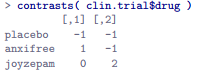 > contrasts( clin.trial$drug )
[,1] [,2]
placebo -1 -1
anxifree 1 -1
joyzepam 0 2